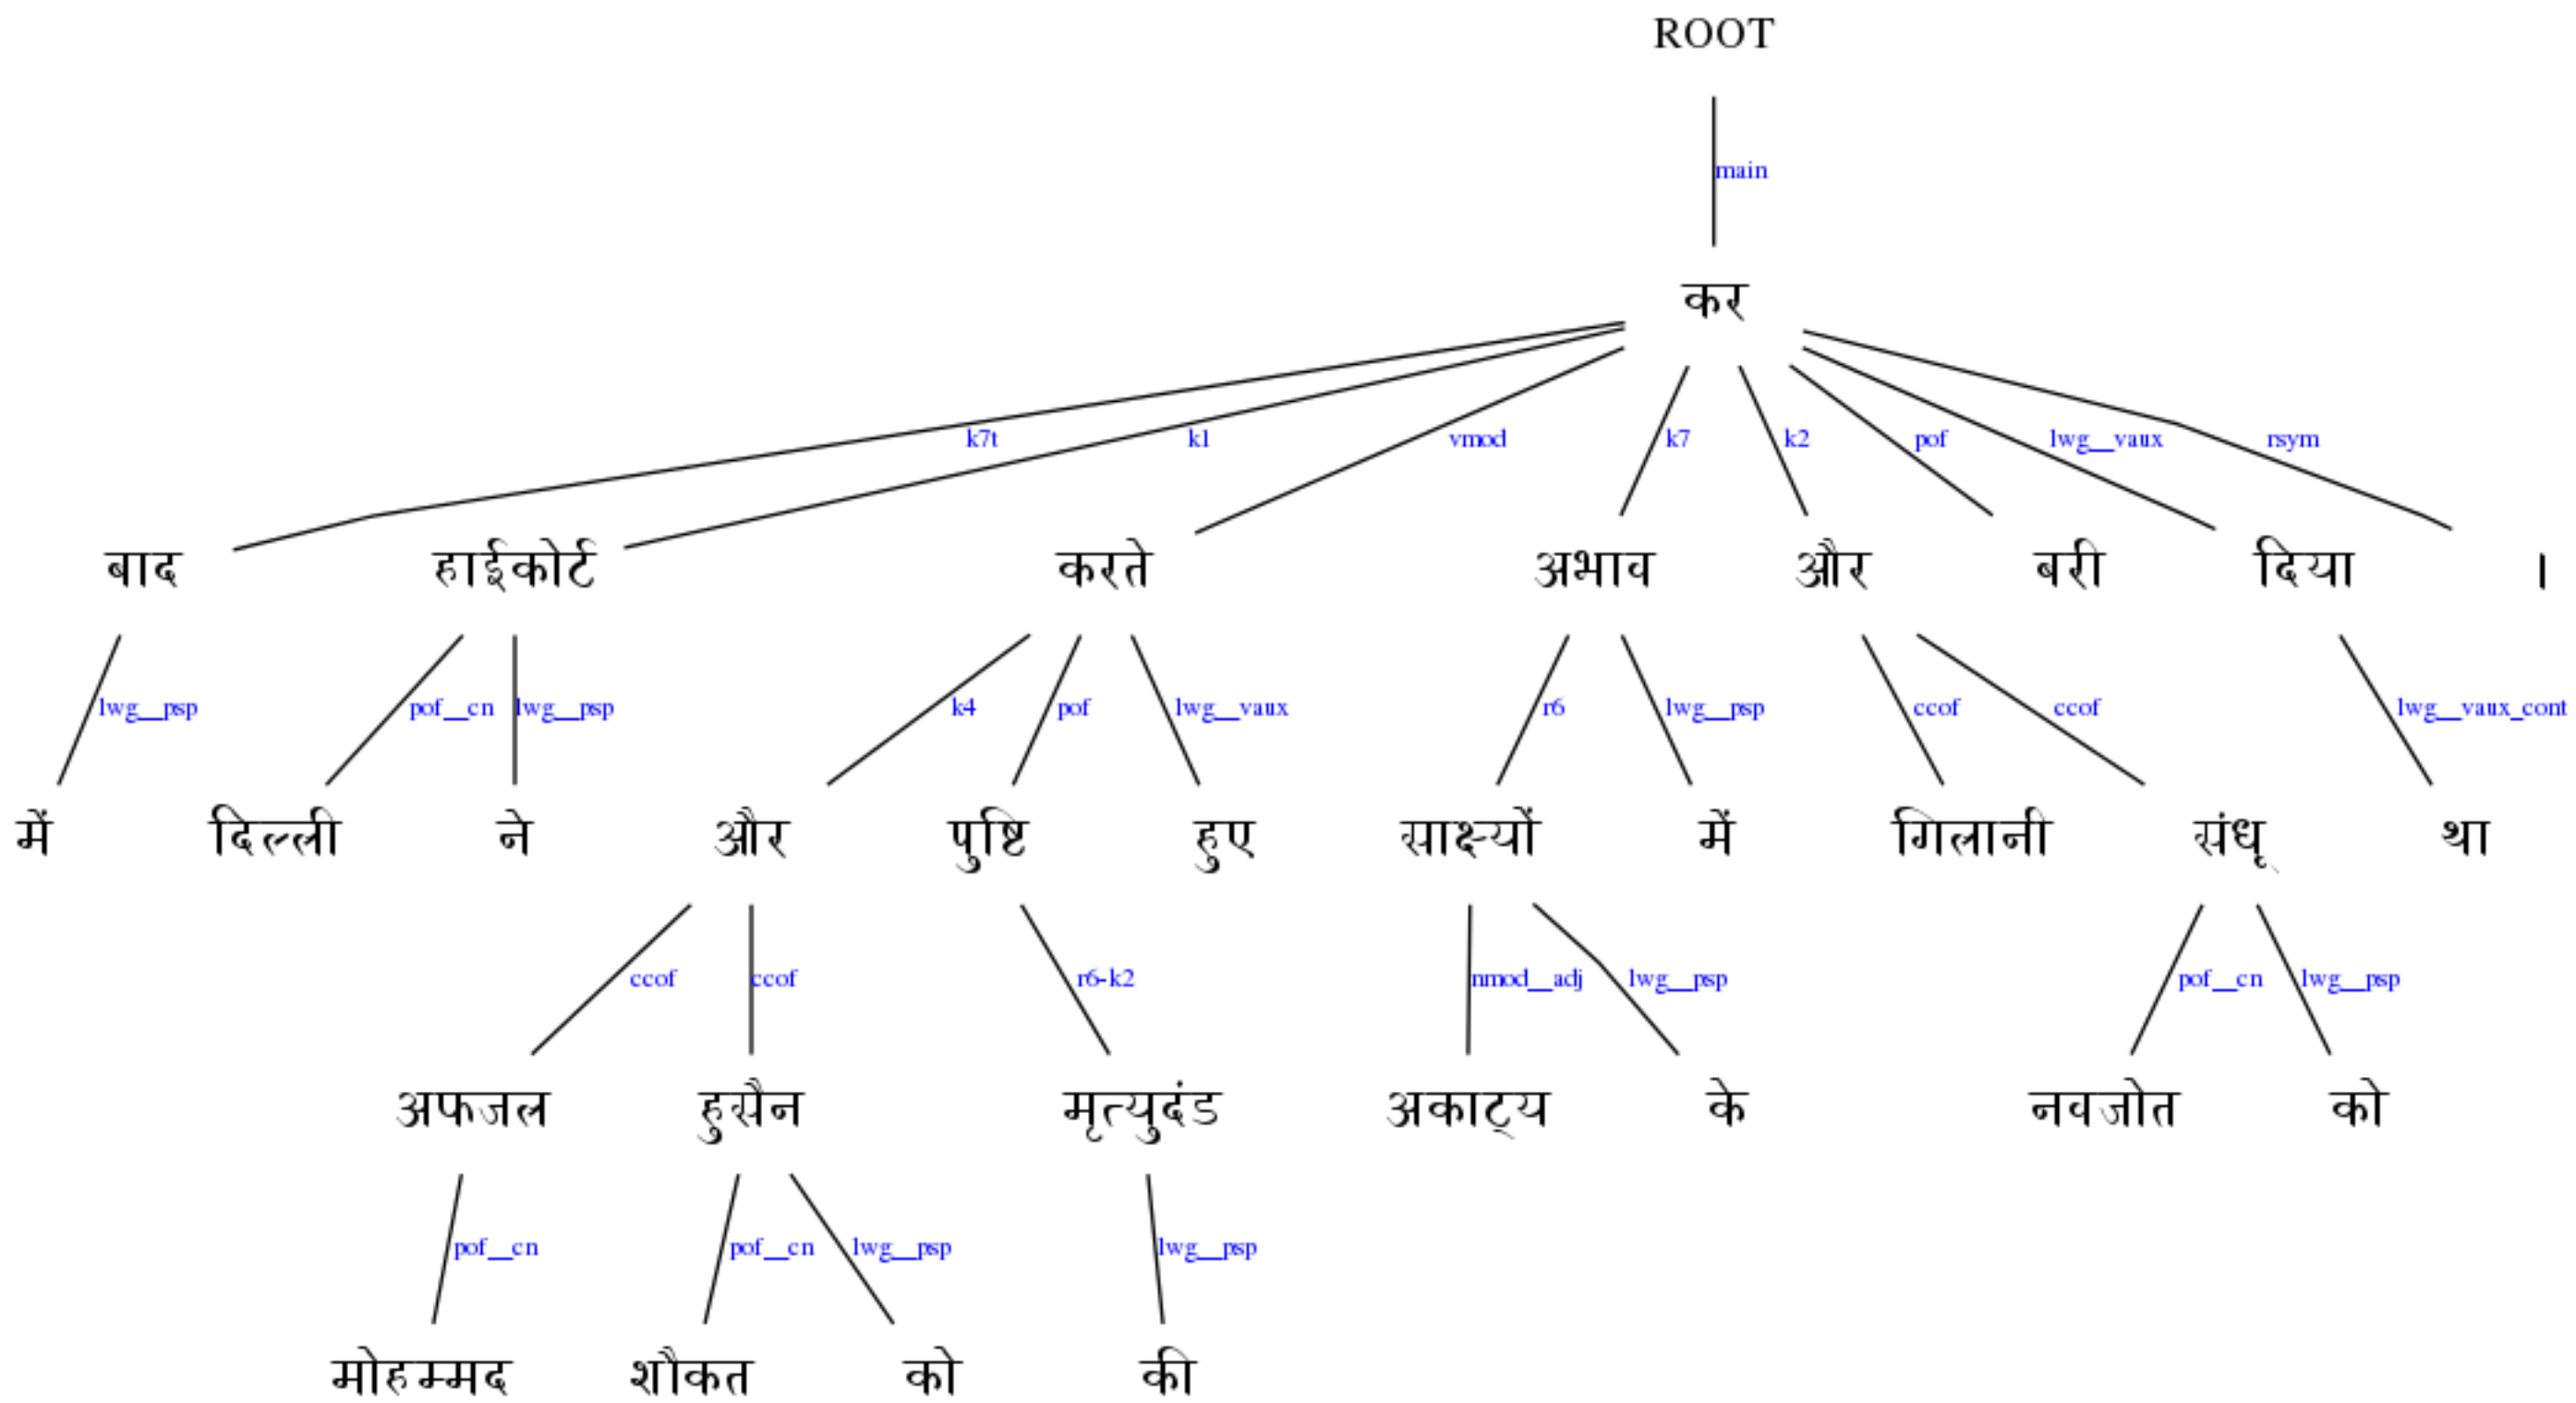 ROOT
main
कर
k7t k1 vmod k7 k2 pof lwg__vaux rsym
बाद हाईकोर्ट करते अभाव और बरी दिया ।
lwg__psp pof__cn lwg__psp k4 pof lwg__vaux r6 lwg__psp ccof ccof lwg__vaux_cont
में दिल्ली ने और पुष्टि हुए साक्ष्यों में गिलानी संधू था
ccof ccof r6-k2 nmod__adj lwg__psp pof__cn lwg__psp
अफजल हुसैन मृत्युदंड अकाट्य के नवजोत को
pof__cn pof__cn lwg__psp lwg__psp
मोहम्मद शौकत को की